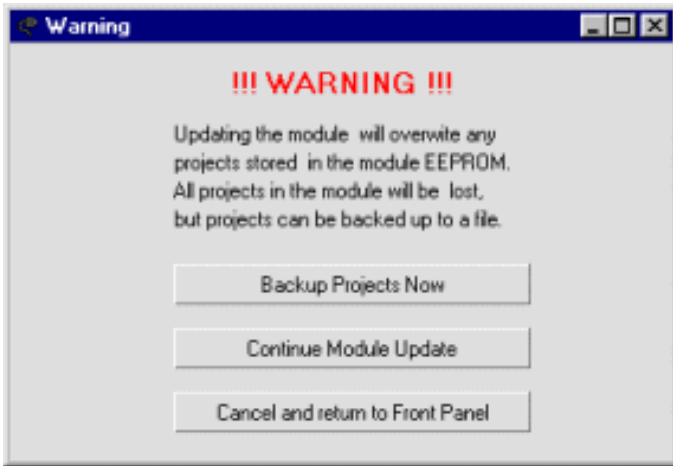 Warning
!!! WARNING !!!
Updating the module will overwite any
projects stored in the module EEPROM.
All projects in the module will be lost,
but projects can be backed up to a file.
Backup Projects Now
Continue Module Update
Cancel and return to Front Panel